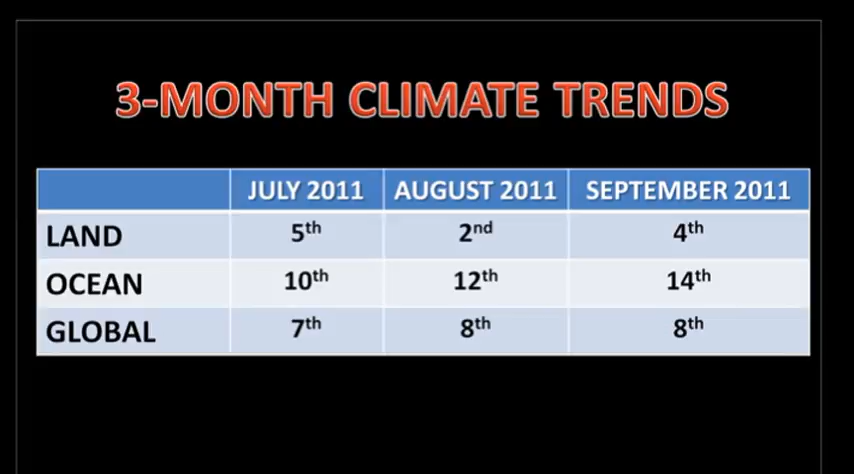 3-MONTH CLIMATE TRENDS
JULY 2011 AUGUST 2011 SEPTEMBER 2011
LAND 5th 2nd 4th
OCEAN 10th 12th 14th
GLOBAL 7th 8th 8th